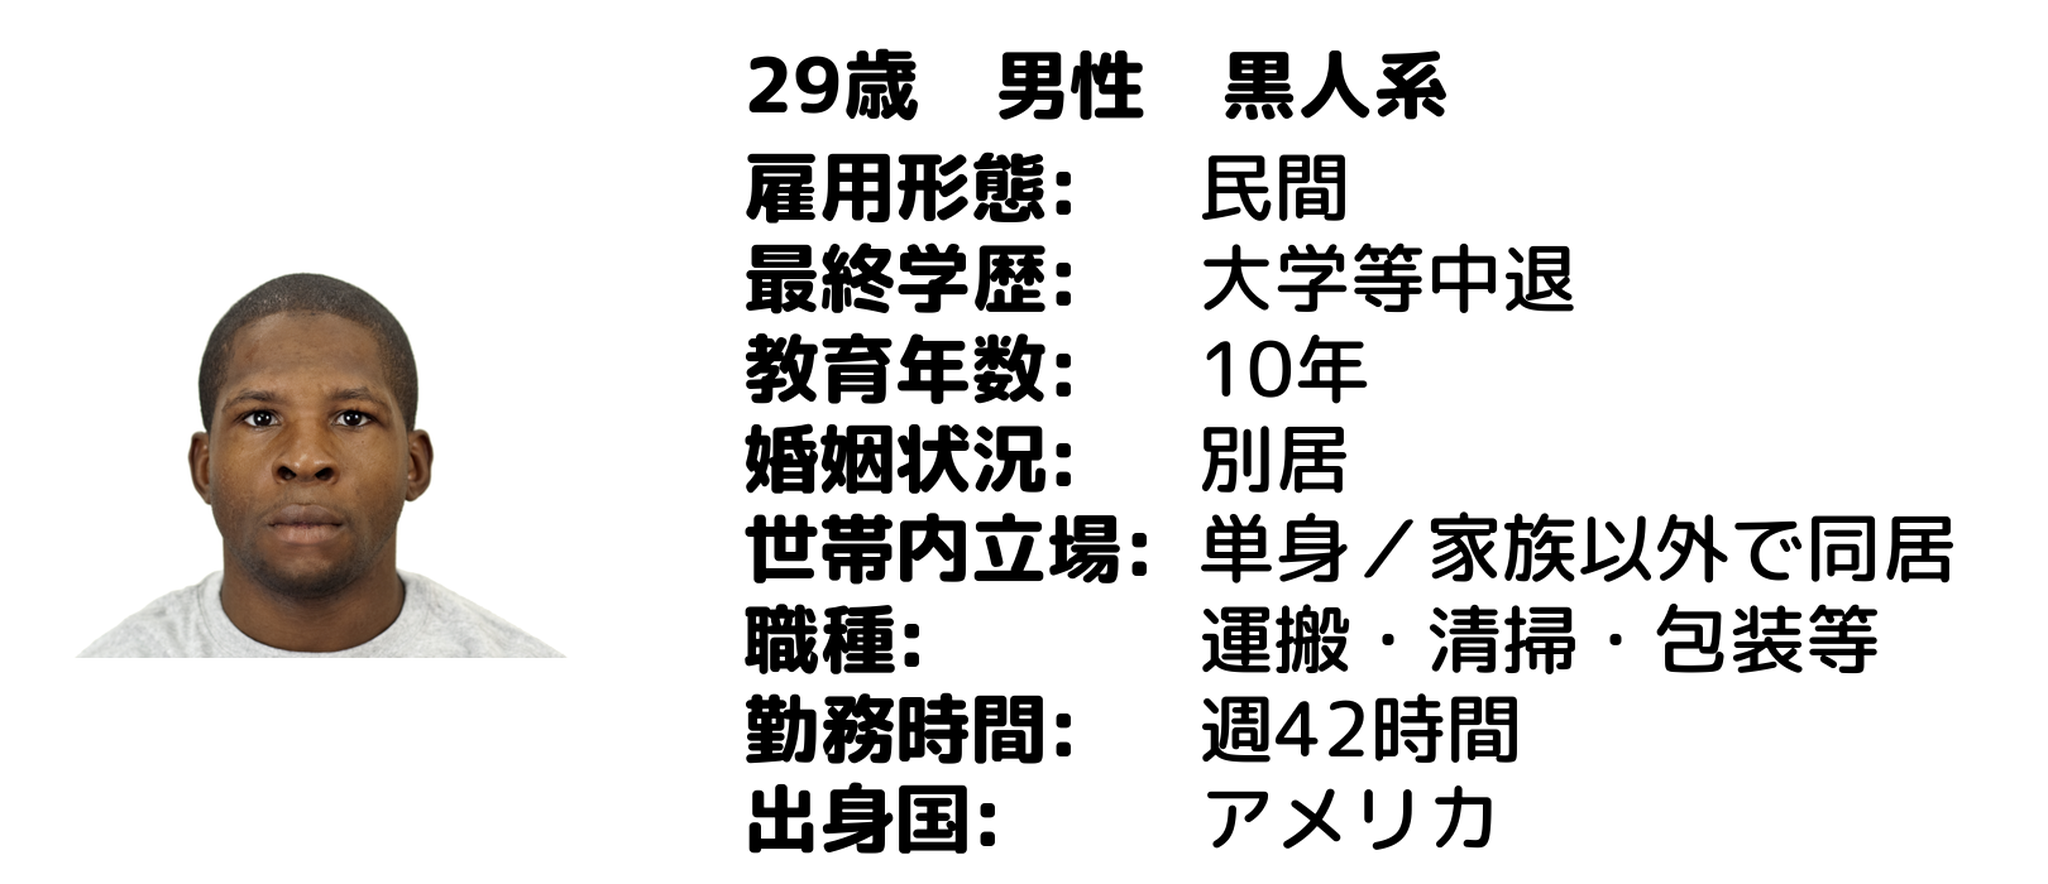 29歳　男性　黒人系
雇用形態:　民間
最終学歴:　大学等中退
教育年数:　10年
婚姻状況:　別居
世帯内立場:　単身／家族以外で同居
職種:　運搬・清掃・包装等
勤務時間:　週42時間
出身国:　アメリカ